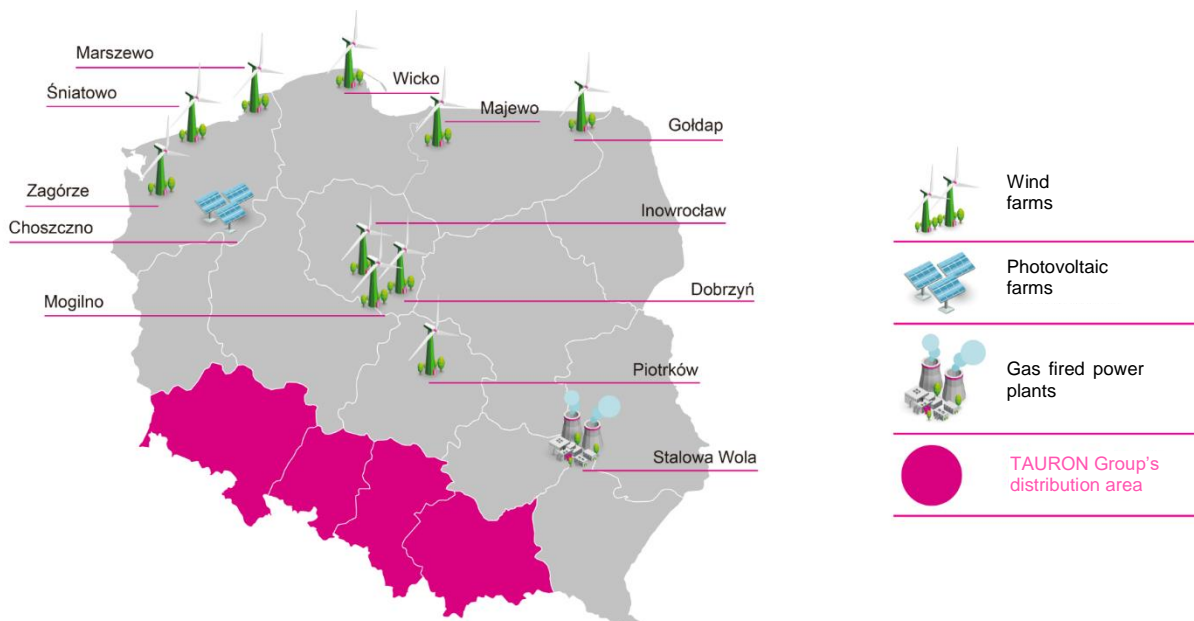 Marszewo
Śniatowo
Wicko
Majewo
Gołdap
Zagórze
Choszczno
Inowrocław
Mogilno
Dobrzyń
Piotrków
Stalowa Wola
Wind
farms
Photovoltaic
farms
Gas fired power
plants
TAURON Group's
distribution area